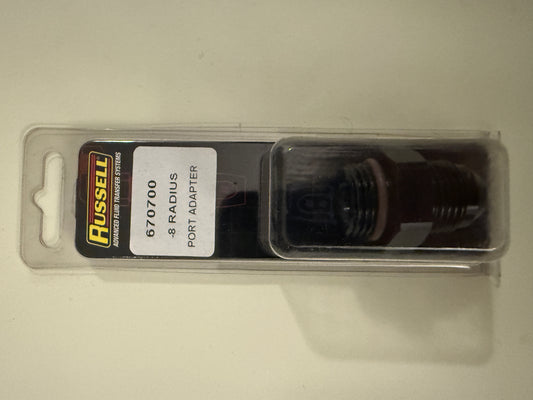 RUSSELL
ADVANCED FLUID TRANSFER SYSTEMS
670700
-8 RADIUS
PORT ADAPTER